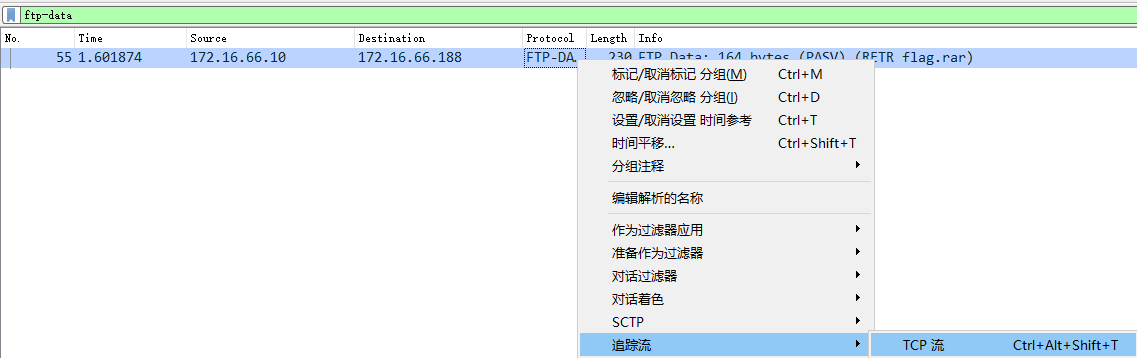 ftp-data
No. Time Source Destination Protocol Length Info
55 1.601874 172.16.66.10 172.16.66.188 FTP-DA… 230 FTP Data: 164 bytes (PASV) (RETR flag.rar)
标记/取消标记 分组(M) Ctrl+M
忽略/取消忽略 分组(I) Ctrl+D
设置/取消设置 时间参考 Ctrl+T
时间平移... Ctrl+Shift+T
分组注释
编辑解析的名称
作为过滤器应用
准备作为过滤器
对话过滤器
对话着色
SCTP
追踪流 TCP 流 Ctrl+Alt+Shift+T